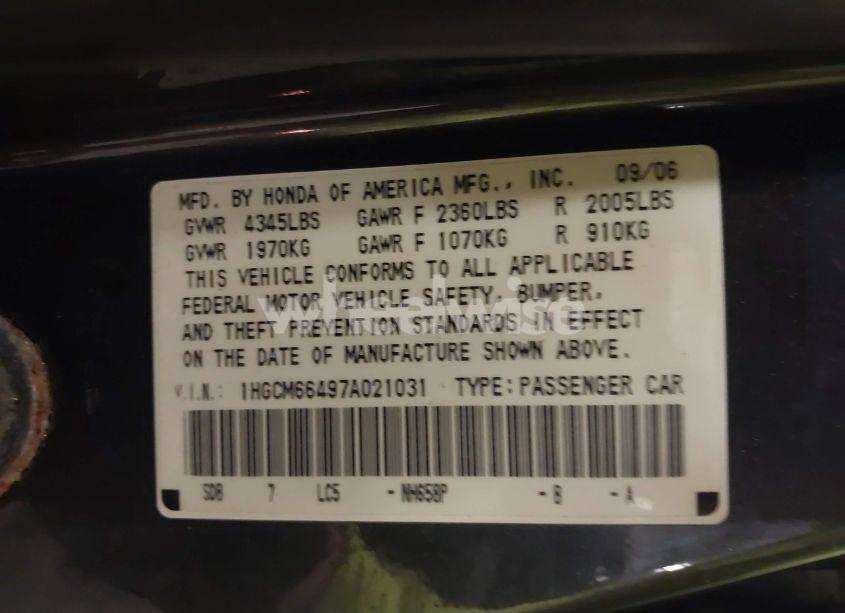 MFD. BY HONDA OF AMERICA MFG., INC. 09/06
GVWR 4345LBS GAWR F 2360LBS R 2005LBS
GVWR 1970KG GAWR F 1070KG R 910KG
THIS VEHICLE CONFORMS TO ALL APPLICABLE
FEDERAL MOTOR VEHICLE SAFETY, BUMPER,
AND THEFT PREVENTION STANDARDS IN EFFECT
ON THE DATE OF MANUFACTURE SHOWN ABOVE.
V.I.N.: 1HGCM66497A021031 TYPE: PASSENGER CAR
SDB 7 LC5 - NH658P - B - A